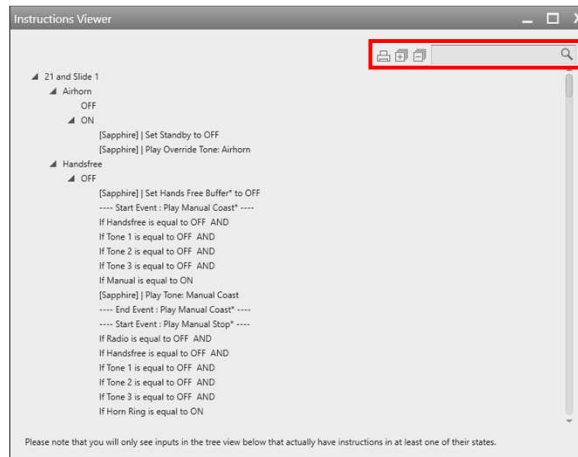 Instructions Viewer
21 and Slide 1
Airhorn
OFF
ON
[Sapphire] | Set Standby to OFF
[Sapphire] | Play Override Tone: Airhorn
Handsfree
OFF
[Sapphire] | Set Hands Free Buffer* to OFF
---- Start Event : Play Manual Coast* ----
If Handsfree is equal to OFF AND
If Tone 1 is equal to OFF AND
If Tone 2 is equal to OFF AND
If Tone 3 is equal to OFF AND
If Manual is equal to ON
[Sapphire] | Play Tone: Manual Coast
---- End Event : Play Manual Coast* ----
---- Start Event : Play Manual Stop* ----
If Radio is equal to OFF AND
If Handsfree is equal to OFF AND
If Tone 1 is equal to OFF AND
If Tone 2 is equal to OFF AND
If Tone 3 is equal to OFF AND
If Horn Ring is equal to ON
Please note that you will only see inputs in the tree view below that actually have instructions in at least one of their states.